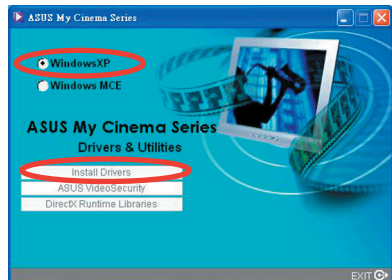 ASUS My Cinema Series
WindowsXP
Windows MCE
ASUS My Cinema Series
Drivers & Utilities
Install Drivers
ASUS VideoSecurity
DirectX Runtime Libraries
EXIT